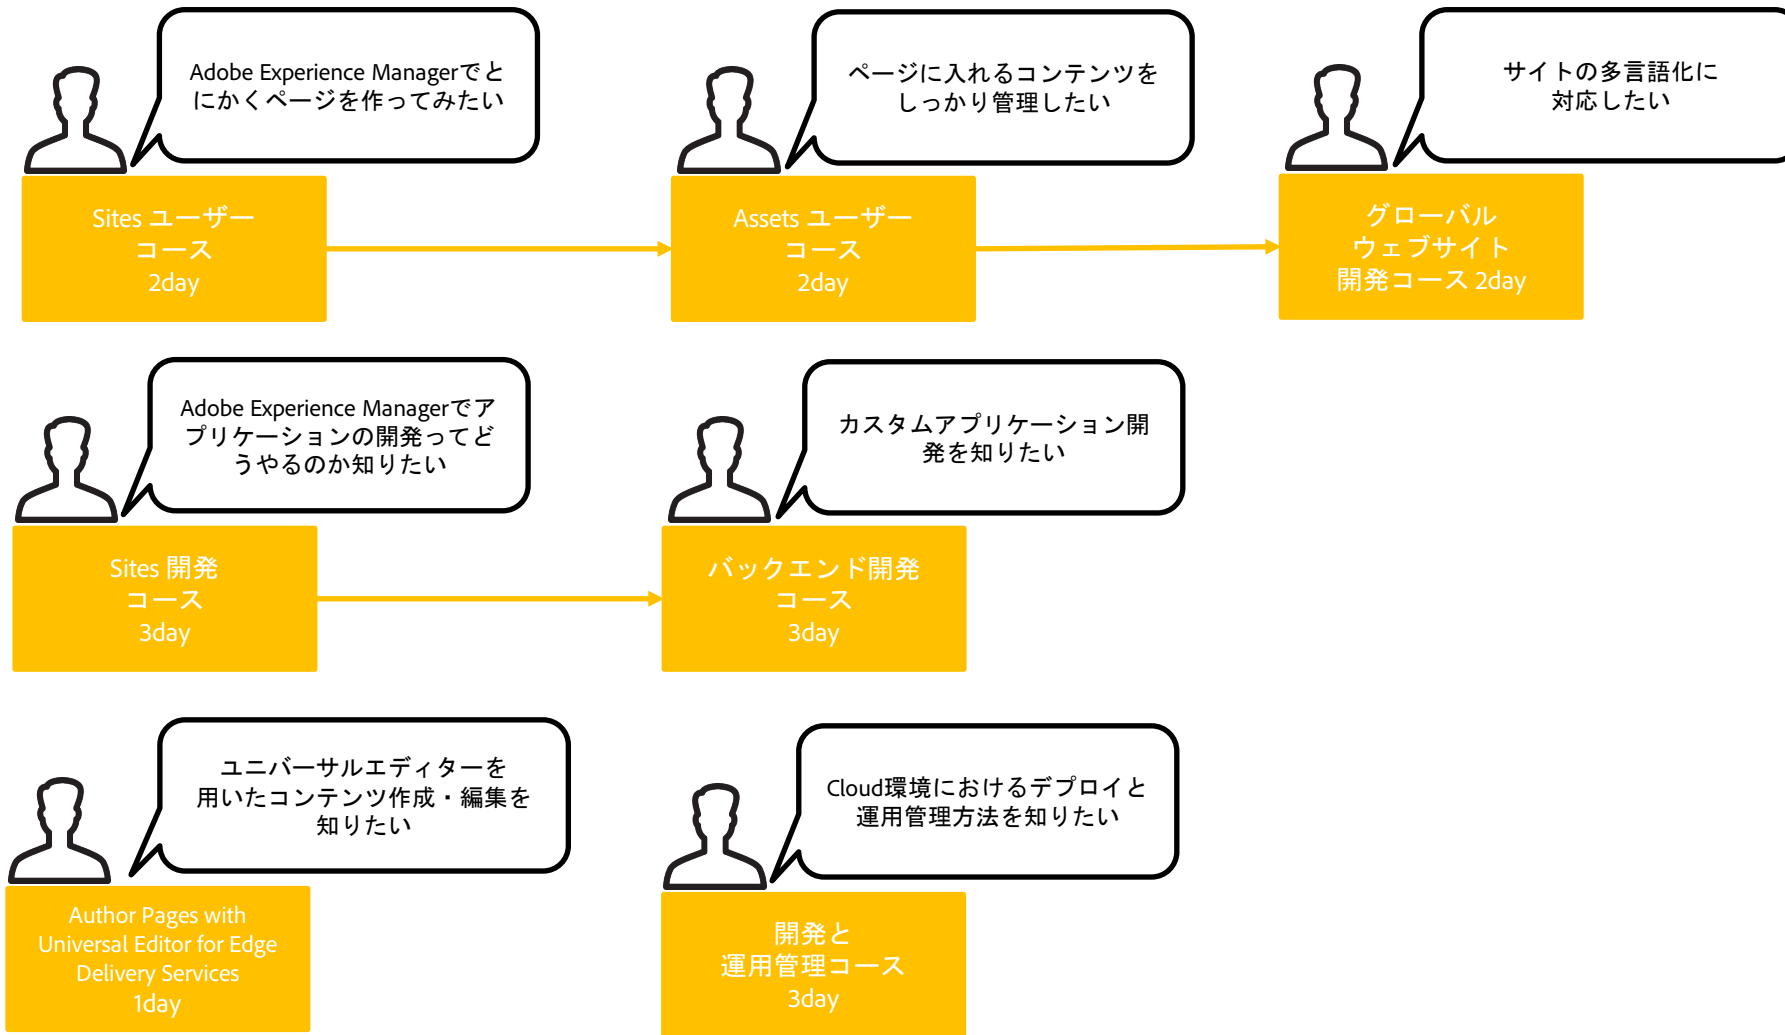 Adobe Experience Managerでと
にかくページを作ってみたい
ページに入れるコンテンツを
しっかり管理したい
サイトの多言語化に
対応したい
Sites ユーザー
コース
2day
Assets ユーザー
コース
2day
グローバル
ウェブサイト
開発コース 2day
Adobe Experience Managerでア
プリケーションの開発ってど
うやるのか知りたい
カスタムアプリケーション開
発を知りたい
Sites 開発
コース
3day
バックエンド開発
コース
3day
ユニバーサルエディターを
用いたコンテンツ作成・編集を
知りたい
Cloud環境におけるデプロイと
運用管理方法を知りたい
Author Pages with
Universal Editor for Edge
Delivery Services
1day
開発と
運用管理コース
3day